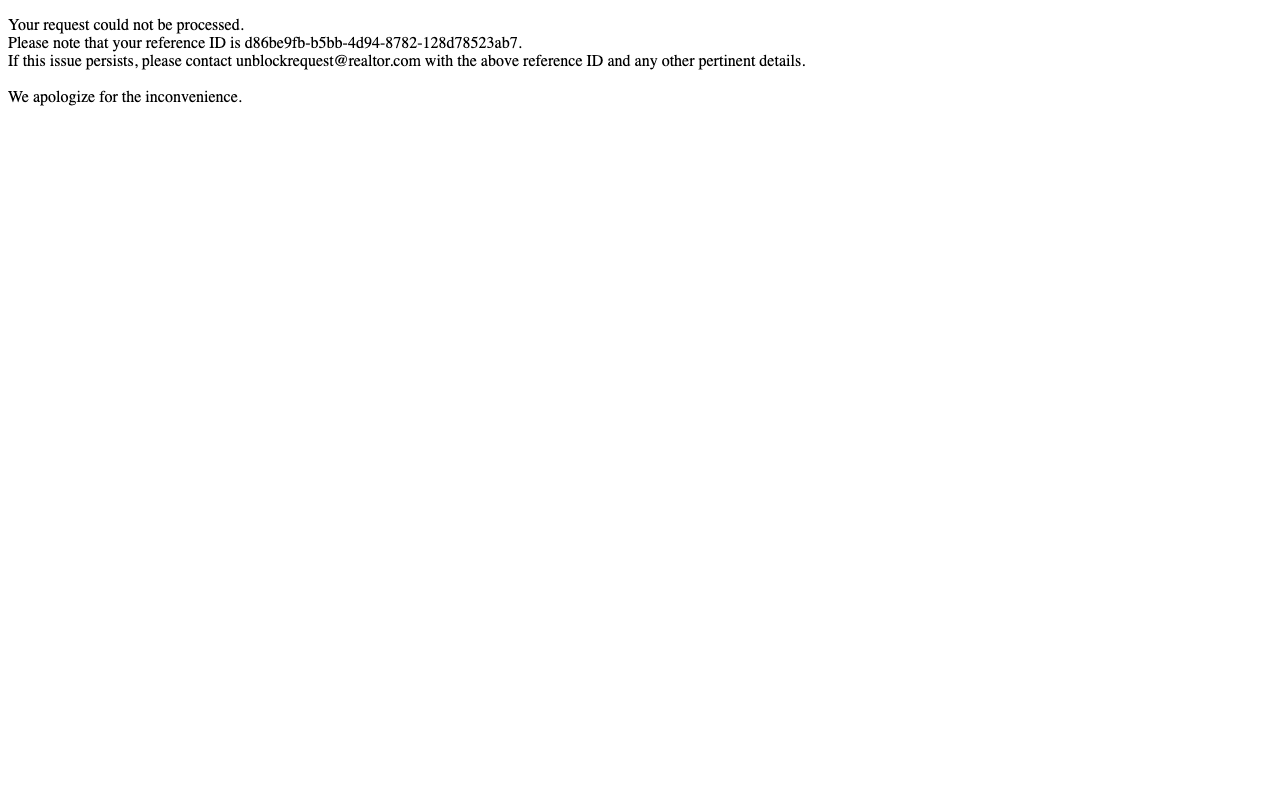 Your request could not be processed.
Please note that your reference ID is d86be9fb-b5bb-4d94-8782-128d78523ab7.
If this issue persists, please contact unblockrequest@realtor.com with the above reference ID and any other pertinent details.
We apologize for the inconvenience.